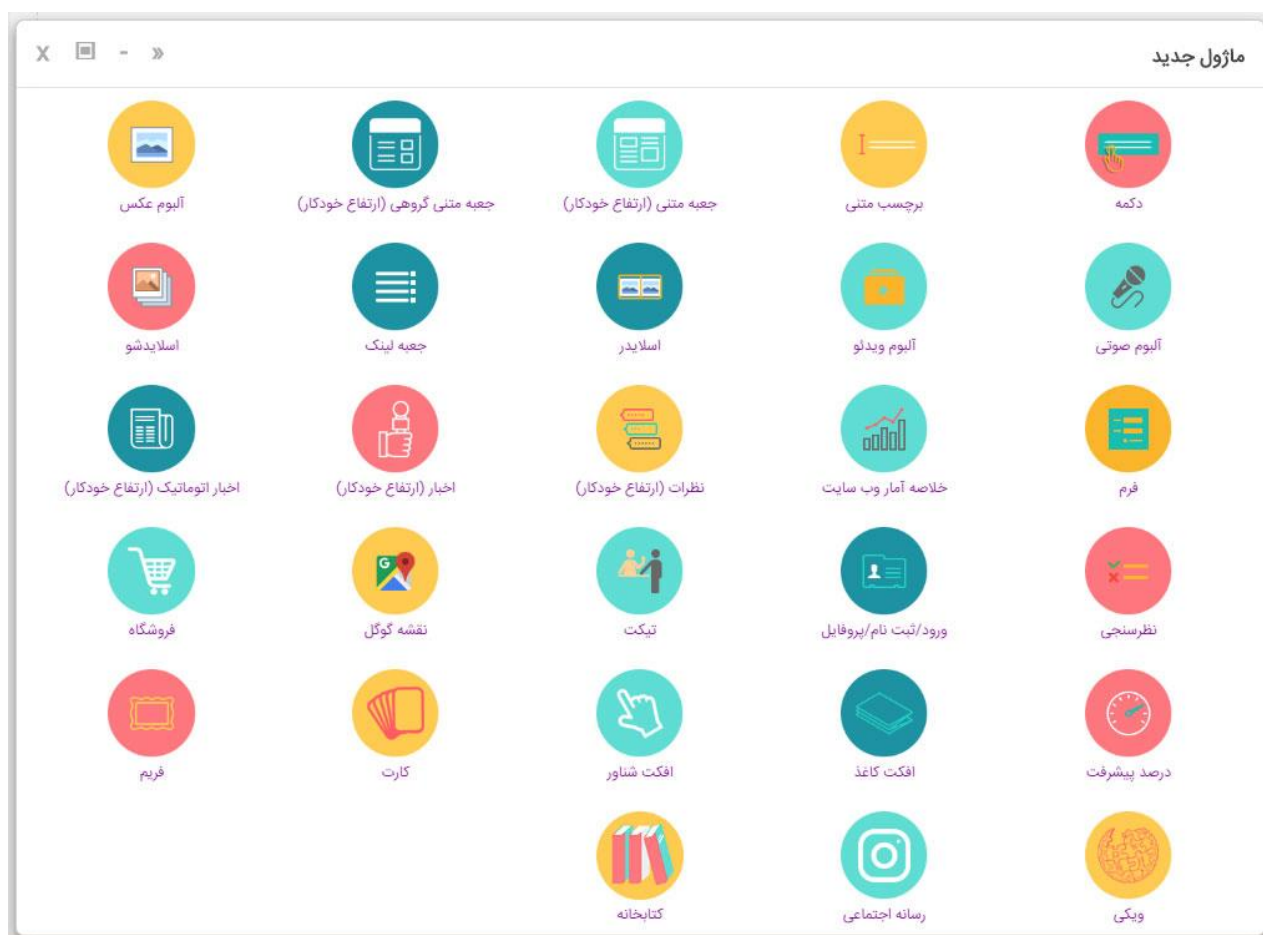 ماژول جدید
دکمه
برچسب متنی
جعبه متنی (ارتفاع خودکار)
جعبه متنی گروهی (ارتفاع خودکار)
آلبوم عکس
آلبوم صوتی
آلبوم ویدئو
اسلایدر
جعبه لینک
اسلایدشو
فرم
خلاصه آمار وب سایت
نظرات (ارتفاع خودکار)
اخبار (ارتفاع خودکار)
اخبار اتوماتیک (ارتفاع خودکار)
نظرسنجی
ورود/ثبت نام/پروفایل
تیکت
نقشه گوگل
فروشگاه
درصد پیشرفت
افکت کاغذ
افکت شناور
کارت
فریم
ویکی
رسانه اجتماعی
کتابخانه